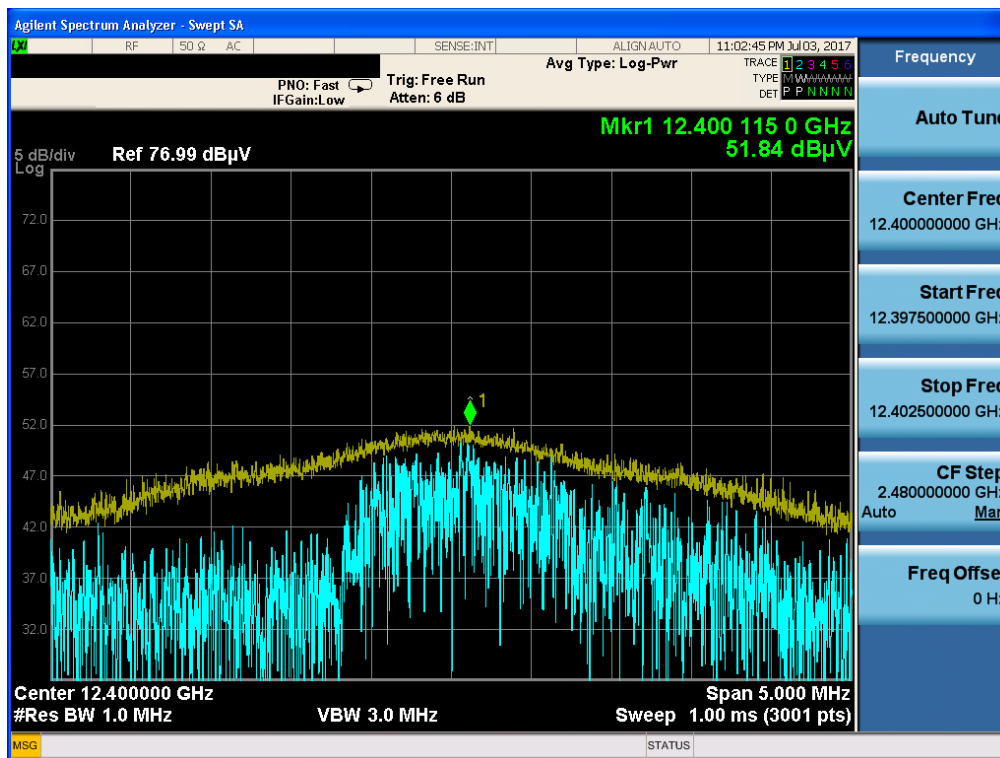 Agilent Spectrum Analyzer - Swept SA
LXI RF 50 Ω AC SENSE:INT ALIGN AUTO 11:02:45 PM Jul 03, 2017
Frequency
PNO: Fast
IFGain:Low
Trig: Free Run
Atten: 6 dB
Avg Type: Log-Pwr
TRACE 1 2 3 4 5 6
TYPE M W
DET P P N N N N
Auto Tune
Mkr1 12.400 115 0 GHz
51.84 dBµV
5 dB/div Ref 76.99 dBµV
Log
72.0
67.0
62.0
57.0
52.0
47.0
42.0
37.0
32.0
1
Center Freq
12.400000000 GHz
Start Freq
12.397500000 GHz
Stop Freq
12.402500000 GHz
CF Step
2.480000000 GHz
Auto Man
Freq Offset
0 Hz
Center 12.400000 GHz Span 5.000 MHz
#Res BW 1.0 MHz VBW 3.0 MHz Sweep 1.00 ms (3001 pts)
MSG STATUS